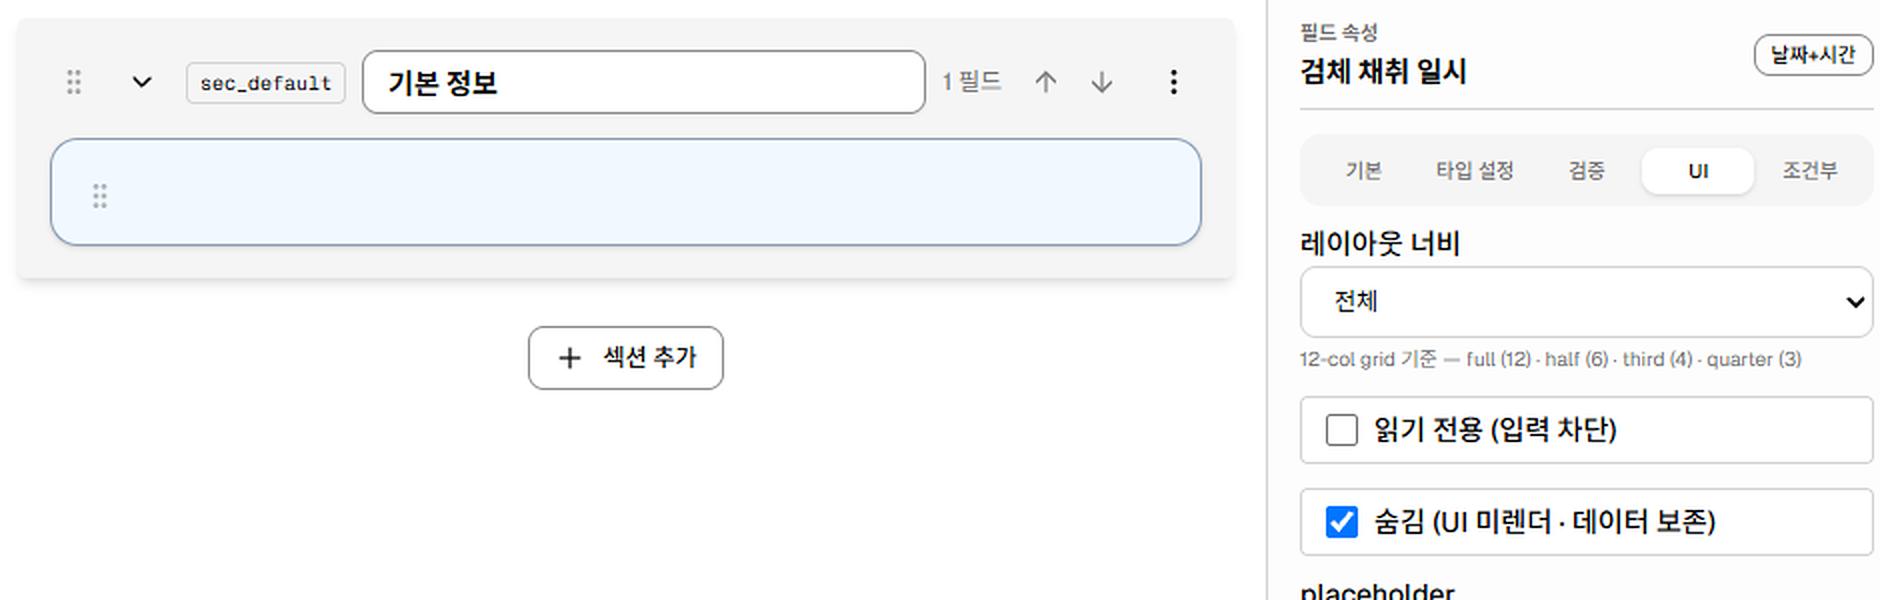 sec_default
기본 정보
1 필드
섹션 추가
필드 속성
검체 채취 일시
날짜+시간
기본 타입 설정 검증 UI 조건부
레이아웃 너비
전체
12-col grid 기준 — full (12) · half (6) · third (4) · quarter (3)
읽기 전용 (입력 차단)
숨김 (UI 미렌더 · 데이터 보존)
placeholder